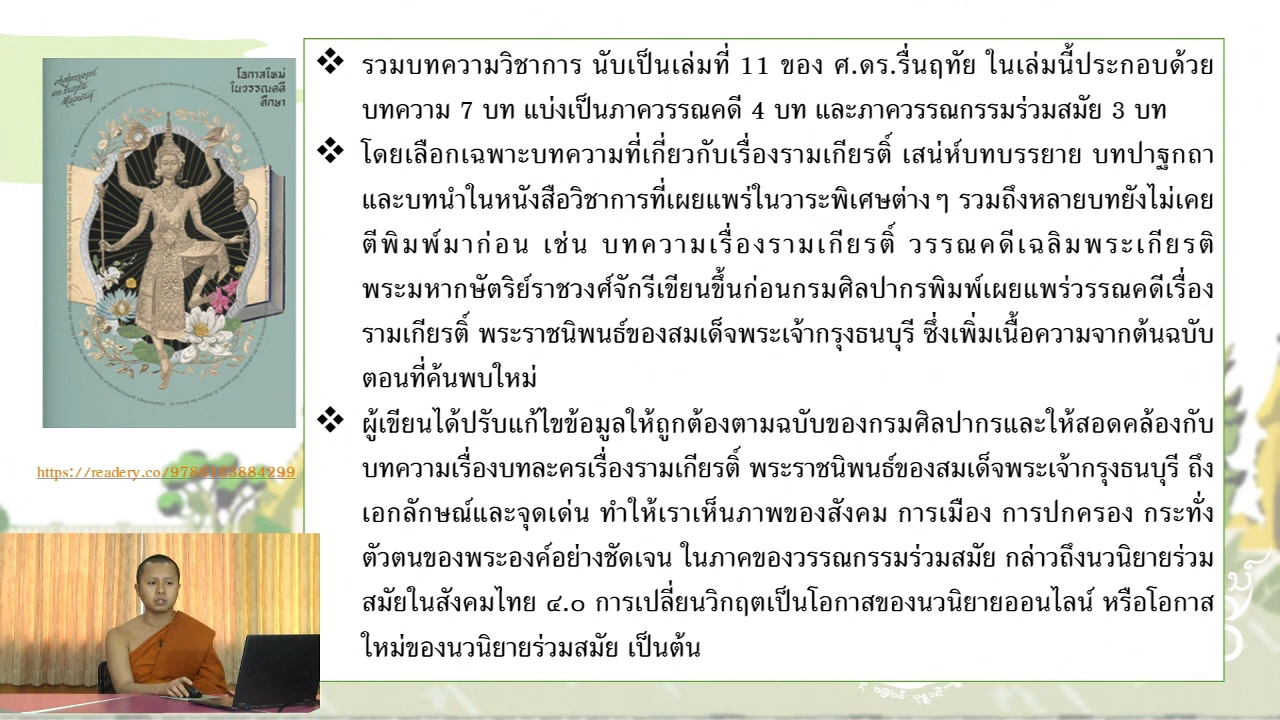 โอกาสใหม่
ในวรรณคดี
ศึกษา
รวมบทความวิชาการ นับเป็นเล่มที่ 11 ของ ศ.ดร.รื่นฤทัย ในเล่มนี้ประกอบด้วย
บทความ 7 บท แบ่งเป็นภาควรรณคดี 4 บท และภาควรรณกรรมร่วมสมัย 3 บท
โดยเลือกเฉพาะบทความที่เกี่ยวกับเรื่องรามเกียรติ์ เสน่ห์บทบรรยาย บทปาฐกถา
และบทนำในหนังสือวิชาการที่เผยแพร่ในวาระพิเศษต่างๆ รวมถึงหลายบทยังไม่เคย
ตีพิมพ์มาก่อน เช่น บทความเรื่องรามเกียรติ์ วรรณคดีเฉลิมพระเกียรติ
พระมหากษัตริย์ราชวงศ์จักรีเขียนขึ้นก่อนกรมศิลปากรพิมพ์เผยแพร่วรรณคดีเรื่อง
รามเกียรติ์ พระราชนิพนธ์ของสมเด็จพระเจ้ากรุงธนบุรี ซึ่งเพิ่มเนื้อความจากต้นฉบับ
ตอนที่ค้นพบใหม่
ผู้เขียนได้ปรับแก้ไขข้อมูลให้ถูกต้องตามฉบับของกรมศิลปากรและให้สอดคล้องกับ
บทความเรื่องบทละครเรื่องรามเกียรติ์ พระราชนิพนธ์ของสมเด็จพระเจ้ากรุงธนบุรี ถึง
เอกลักษณ์และจุดเด่น ทำให้เราเห็นภาพของสังคม การเมือง การปกครอง กระทั่ง
ตัวตนของพระองค์อย่างชัดเจน ในภาคของวรรณกรรมร่วมสมัย กล่าวถึงนวนิยายร่วม
สมัยในสังคมไทย ๔.๐ การเปลี่ยนวิกฤตเป็นโอกาสของนวนิยายออนไลน์ หรือโอกาส
ใหม่ของนวนิยายร่วมสมัย เป็นต้น